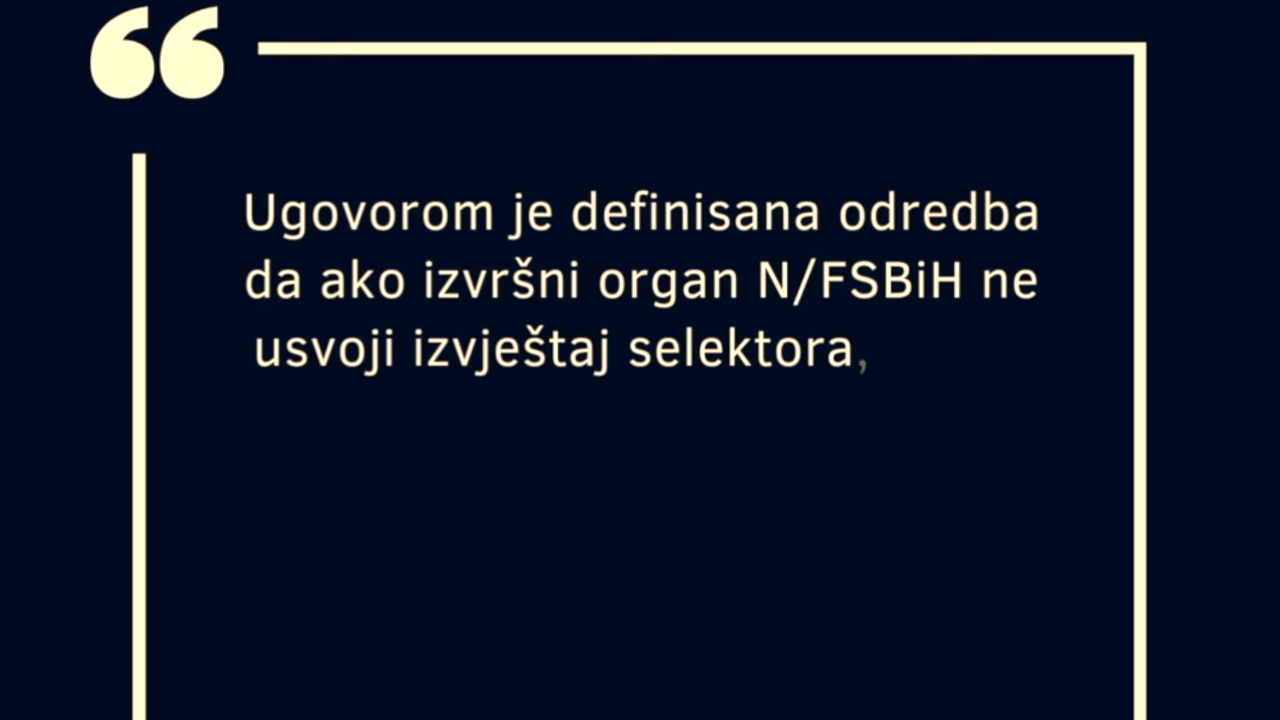 Ugovorom je definisana odredba
da ako izvršni organ N/FSBiH ne
usvoji izvještaj selektora,